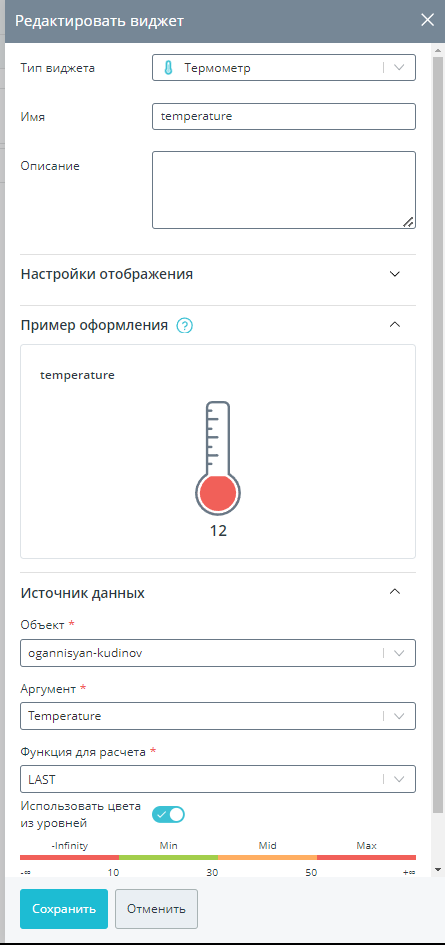 Редактировать виджет
Тип виджета
Термометр
Имя
temperature
Описание
Настройки отображения
Пример оформления ?
temperature
12
Источник данных
Объект *
ogannisyan-kudinov
Аргумент *
Temperature
Функция для расчета *
LAST
Использовать цвета
из уровней
-Infinity Min Mid Max
-∞ 10 30 50 +∞
Сохранить Отменить